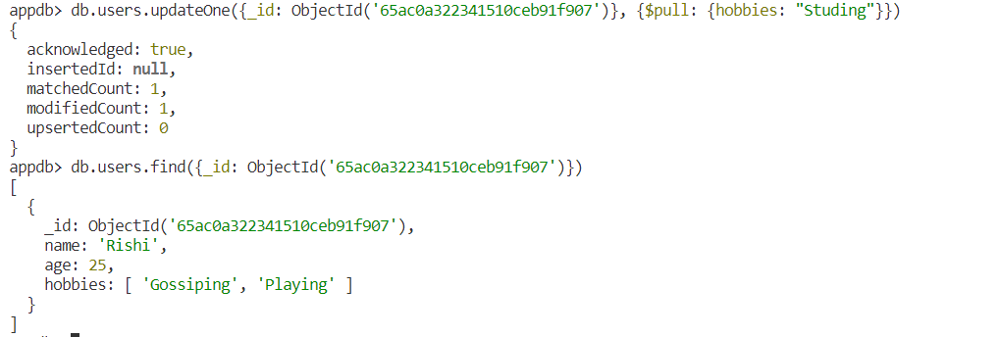 appdb> db.users.updateOne({_id: ObjectId('65ac0a322341510ceb91f907')}, {$pull: {hobbies: "Studing"}})
{
  acknowledged: true,
  insertedId: null,
  matchedCount: 1,
  modifiedCount: 1,
  upsertedCount: 0
}
appdb> db.users.find({_id: ObjectId('65ac0a322341510ceb91f907')})
[
  {
    _id: ObjectId('65ac0a322341510ceb91f907'),
    name: 'Rishi',
    age: 25,
    hobbies: [ 'Gossiping', 'Playing' ]
  }
]